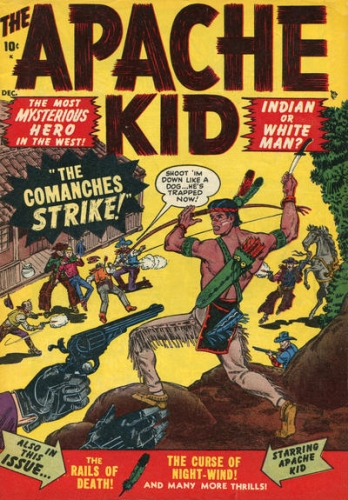 THE
APACHE
KID
10¢
DEC.
THE MOST
MYSTERIOUS
HERO
IN THE WEST!
INDIAN
OR
WHITE
MAN?
"THE
COMANCHES
STRIKE!"
SHOOT 'IM
DOWN LIKE A
DOG...HE'S
TRAPPED
NOW!
ALSO IN
THIS
ISSUE...
THE
RAILS OF
DEATH!
THE CURSE OF
NIGHT-WIND!
AND MANY MORE THRILLS!
STARRING
APACHE
KID